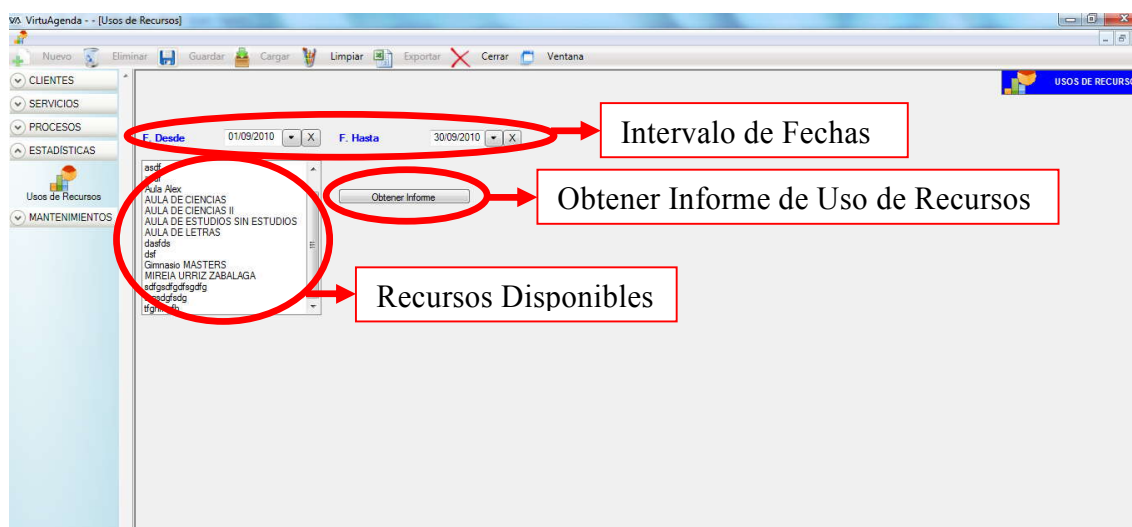 VirtuAgenda - - [Usos de Recursos]
Nuevo Eliminar Guardar Cargar Limpiar Exportar Cerrar Ventana
CLIENTES
SERVICIOS
PROCESOS
ESTADÍSTICAS
Usos de Recursos
MANTENIMIENTOS
USOS DE RECURSO
F. Desde 01/09/2010 X F. Hasta 30/09/2010 X
Intervalo de Fechas
asdf
Aula Alex
AULA DE CIENCIAS
AULA DE CIENCIAS II
AULA DE ESTUDIOS SIN ESTUDIOS
AULA DE LETRAS
dasfds
dsf
Gimnasio MASTERS
MIREIA URRIZ ZABALAGA
sdfgsdfgdfsgdfg
Obtener Informe
Obtener Informe de Uso de Recursos
Recursos Disponibles